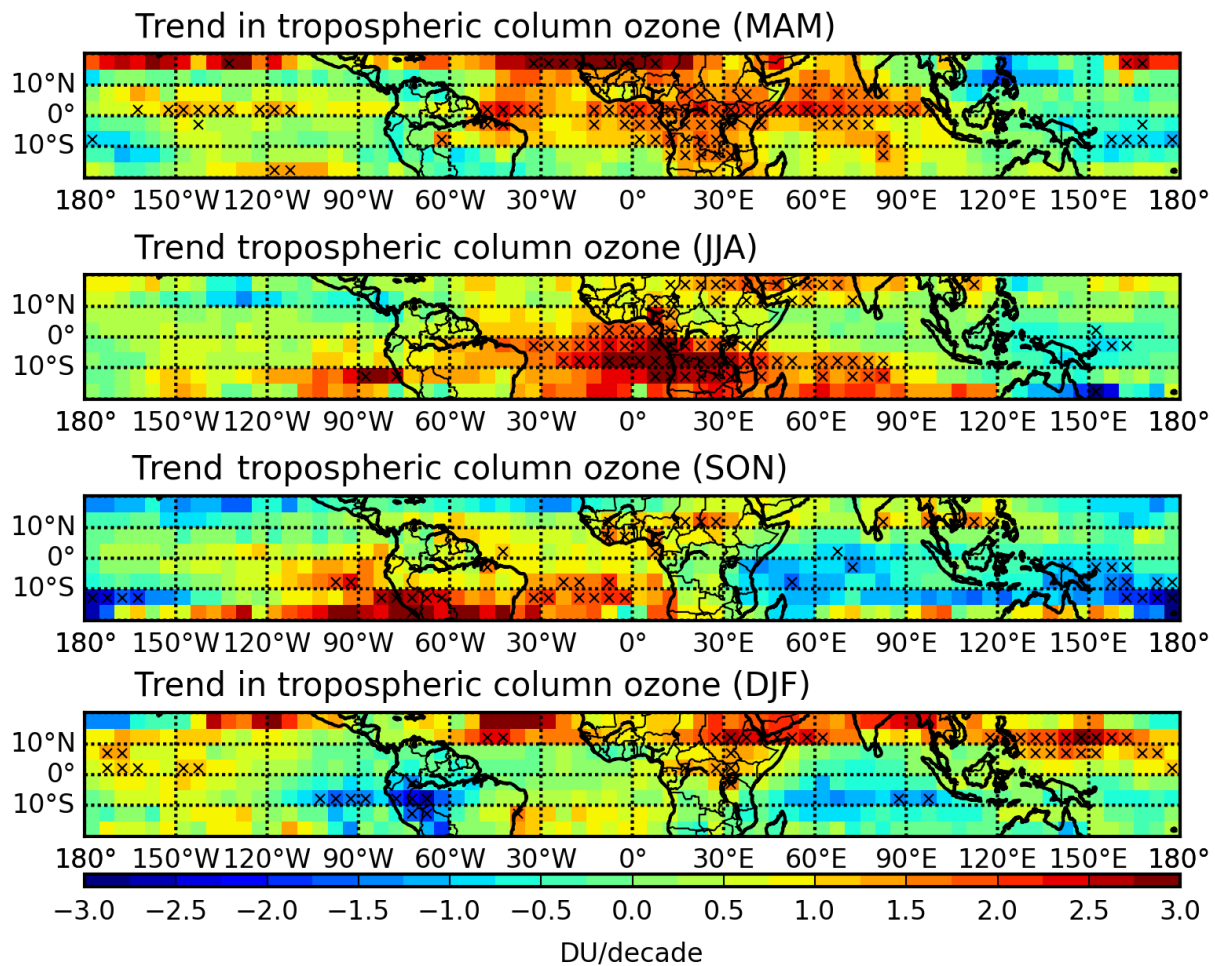 Trend in tropospheric column ozone (MAM)
10°N
0°
10°S
180° 150°W 120°W 90°W 60°W 30°W 0° 30°E 60°E 90°E 120°E 150°E 180°
Trend tropospheric column ozone (JJA)
10°N
0°
10°S
180° 150°W 120°W 90°W 60°W 30°W 0° 30°E 60°E 90°E 120°E 150°E 180°
Trend tropospheric column ozone (SON)
10°N
0°
10°S
180° 150°W 120°W 90°W 60°W 30°W 0° 30°E 60°E 90°E 120°E 150°E 180°
Trend in tropospheric column ozone (DJF)
10°N
0°
10°S
180° 150°W 120°W 90°W 60°W 30°W 0° 30°E 60°E 90°E 120°E 150°E 180°
−3.0 −2.5 −2.0 −1.5 −1.0 −0.5 0.0 0.5 1.0 1.5 2.0 2.5 3.0
DU/decade